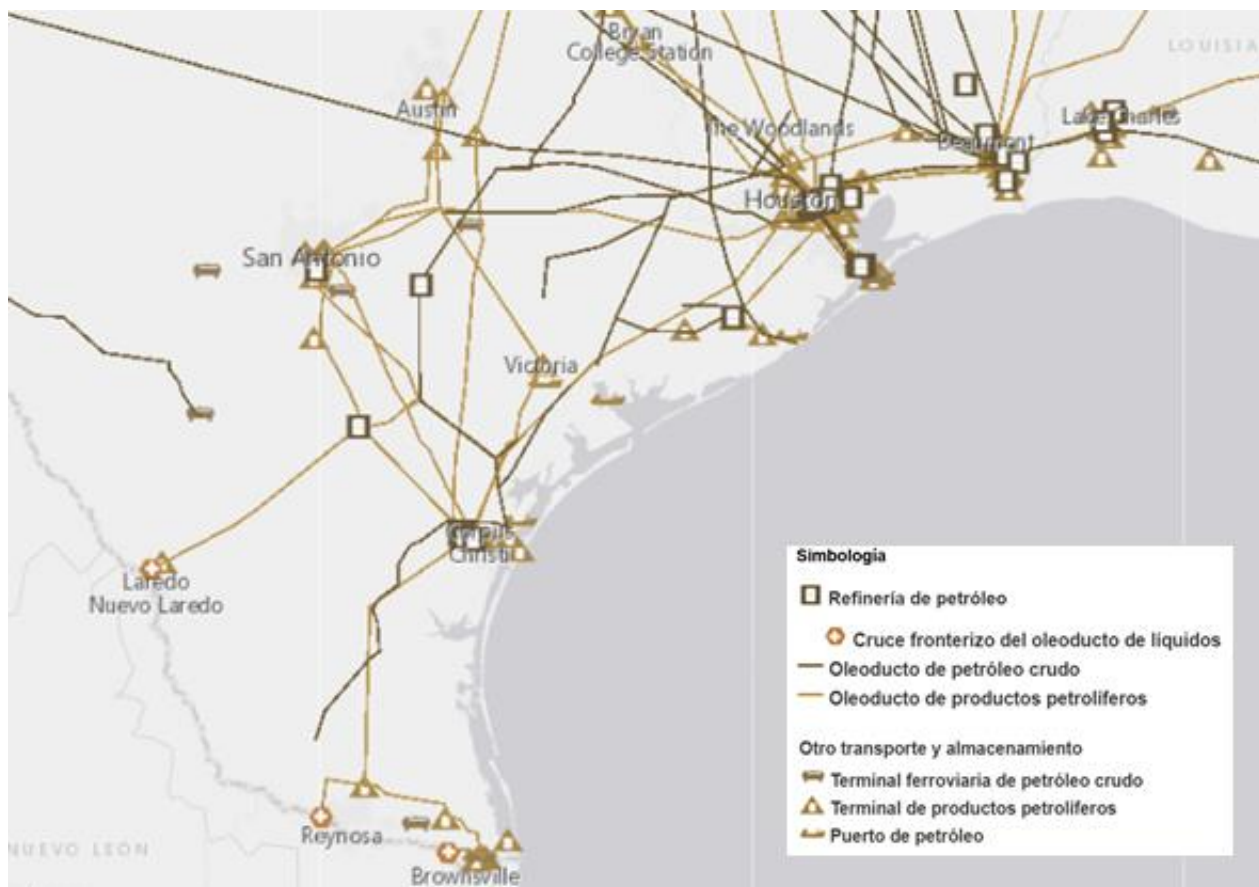 Bryan
College Station
LOUISIA
Austin
The Woodlands
Beaumont
Lake Charles
Houston
San Antonio
Victoria
Corpus
Christi
Laredo
Nuevo Laredo
Reynosa
Brownsville
NUEVO LEÓN
Simbología
Refinería de petróleo
Cruce fronterizo del oleoducto de líquidos
Oleoducto de petróleo crudo
Oleoducto de productos petrolíferos
Otro transporte y almacenamiento
Terminal ferroviaria de petróleo crudo
Terminal de productos petrolíferos
Puerto de petróleo